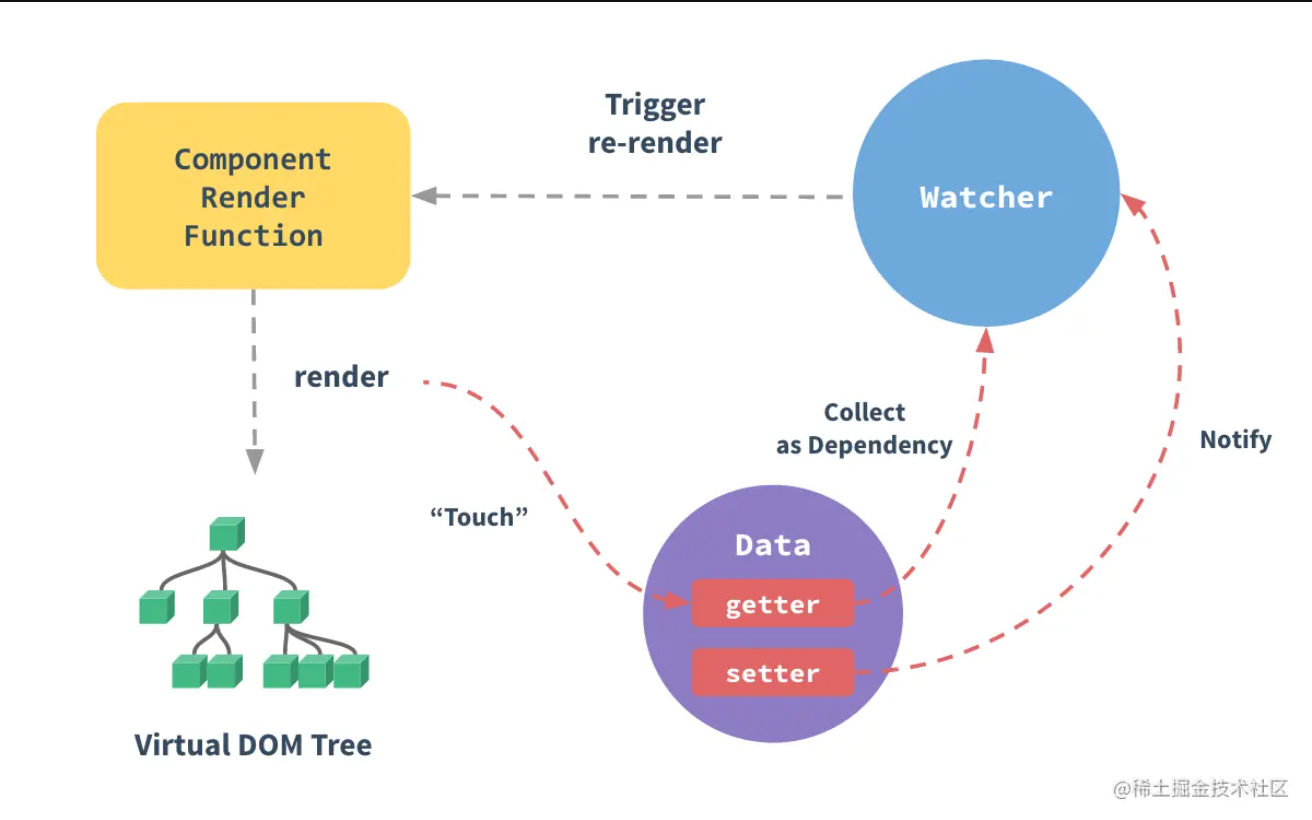 Trigger
re-render
Component
Render
Function
Watcher
render
Collect
as Dependency
Notify
“Touch”
Data
getter
setter
Virtual DOM Tree
@稀土掘金技术社区